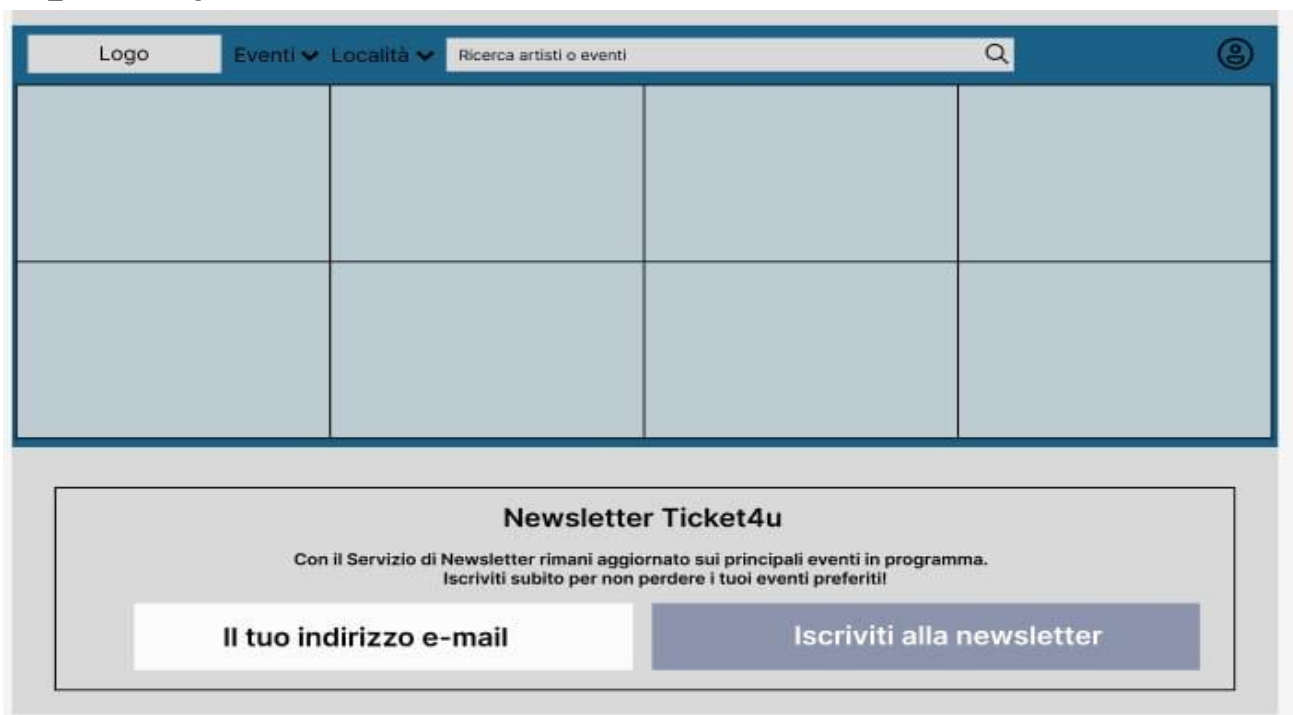 Logo
Eventi Località Ricerca artisti o eventi
Newsletter Ticket4u
Con il Servizio di Newsletter rimani aggiornato sui principali eventi in programma.
Iscriviti subito per non perdere i tuoi eventi preferiti!
Il tuo indirizzo e-mail
Iscriviti alla newsletter